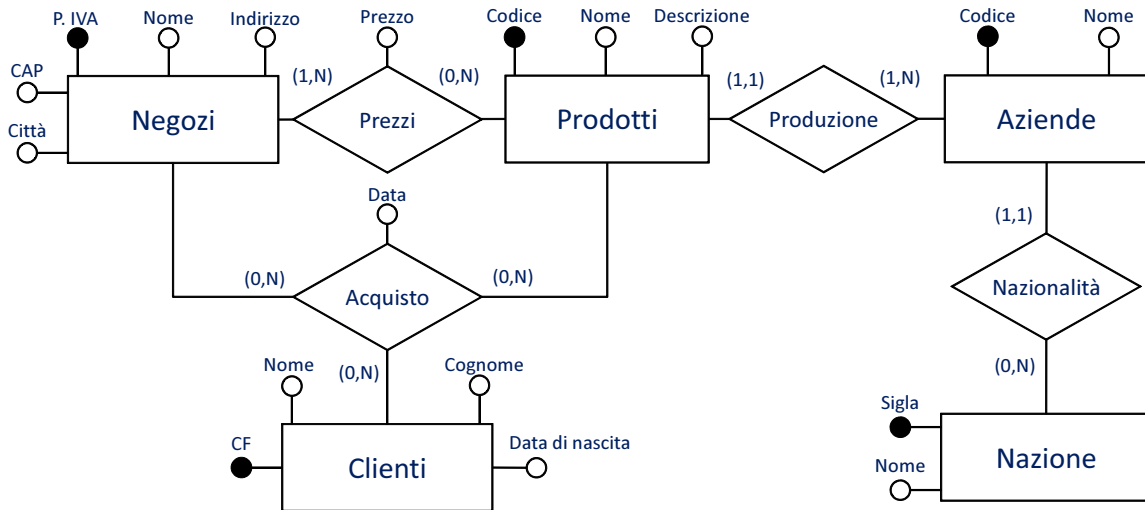 P. IVA
Nome
Indirizzo
Prezzo
Codice
Nome
Descrizione
Codice
Nome
CAP
Città
Negozi
(1,N)
Prezzi
(0,N)
Prodotti
(1,1)
Produzione
(1,N)
Aziende
Data
(0,N)
Acquisto
(0,N)
(1,1)
Nazionalità
(0,N)
Nome
(0,N)
Cognome
CF
Clienti
Data di nascita
Sigla
Nome
Nazione